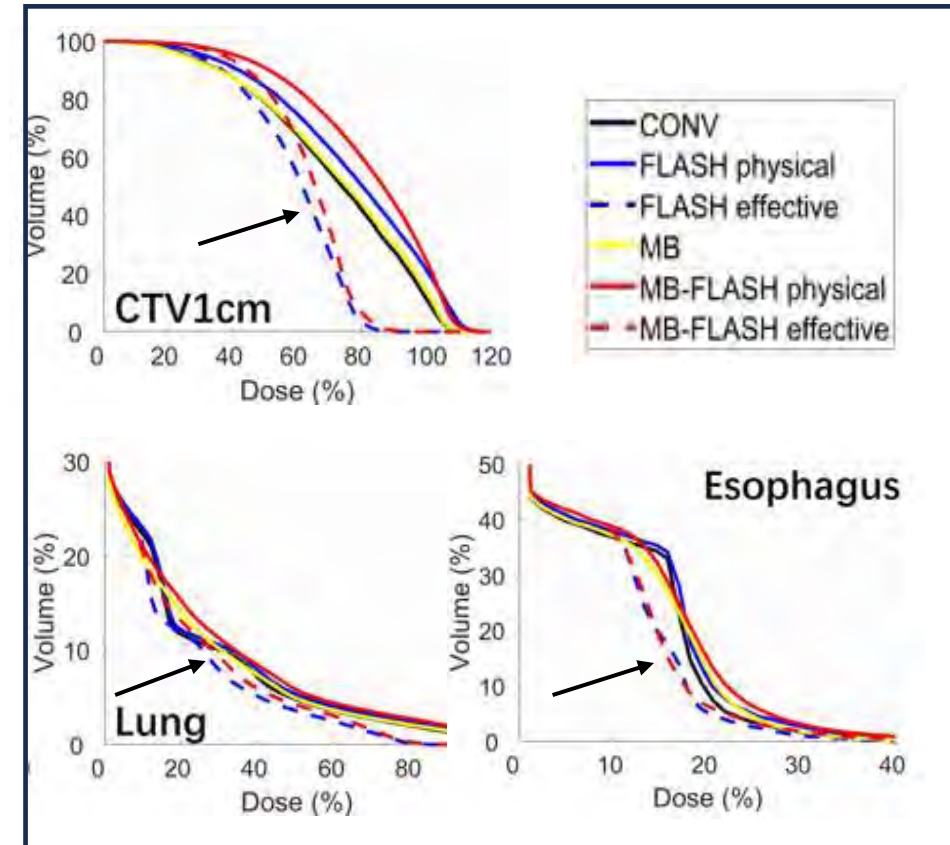 100
80
60
40
20
0
Volume (%)
CTV1cm
0 20 40 60 80 100 120
Dose (%)
CONV
FLASH physical
FLASH effective
MB
MB-FLASH physical
MB-FLASH effective
30
20
10
0
Volume (%)
Lung
0 20 40 60 80
Dose (%)
50
40
30
20
10
0
Volume (%)
Esophagus
0 10 20 30 40
Dose (%)